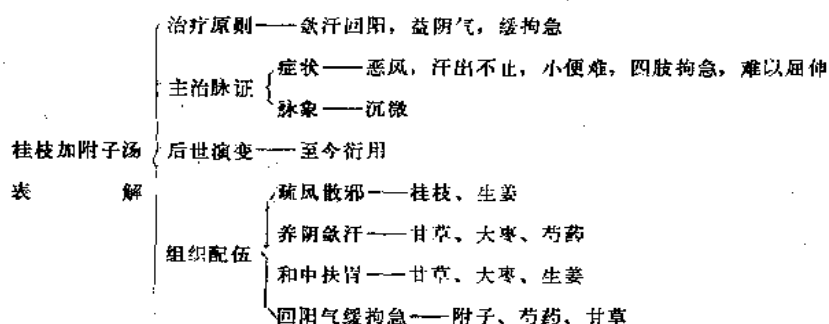 治疗原则——敛汗回阳，益阴气，缓拘急
症状——恶风，汗出不止，小便难，四肢拘急，难以屈伸
主治脉证
脉象——沉微
桂枝加附子汤
后世演变——至今衍用
表解
疏风散邪——桂枝、生姜
养阴敛汗——甘草、大枣、芍药
组织配伍
和中扶胃——甘草、大枣、生姜
回阳气缓拘急——附子、芍药、甘草